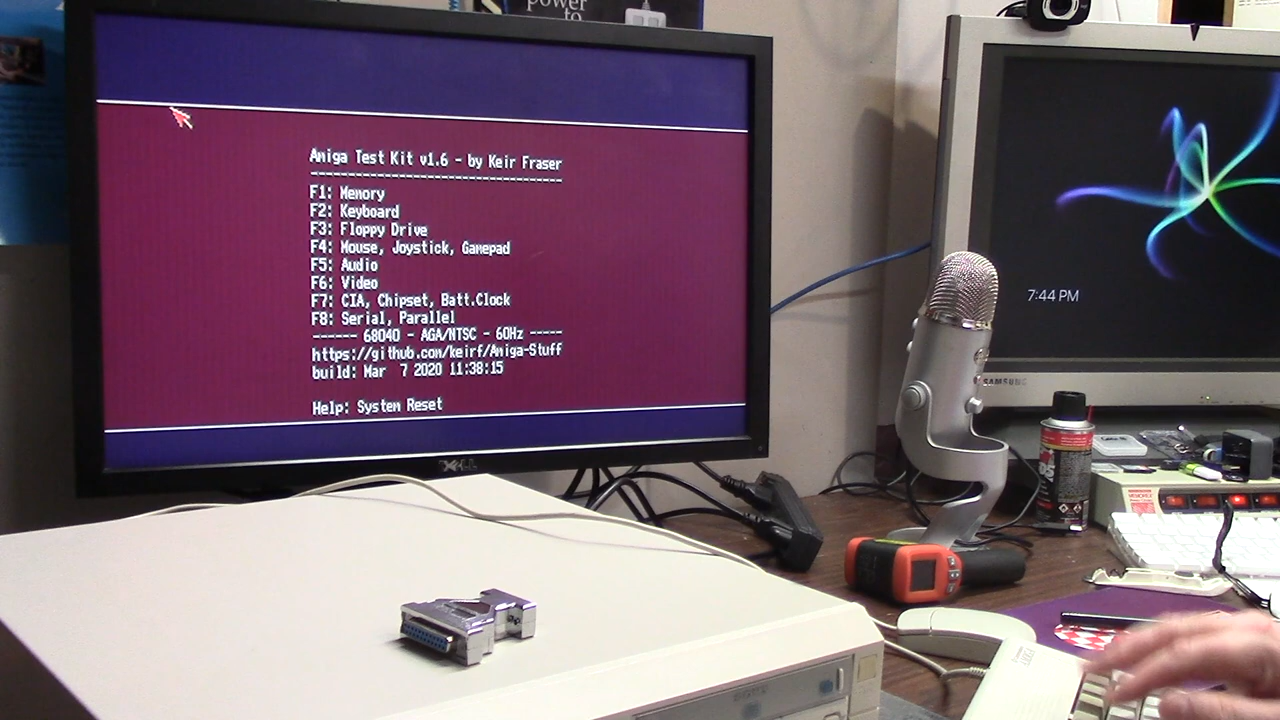 power
to
Amiga Test Kit v1.6 - by Keir Fraser
------------------------------------
F1: Memory
F2: Keyboard
F3: Floppy Drive
F4: Mouse, Joystick, Gamepad
F5: Audio
F6: Video
F7: CIA, Chipset, Batt.Clock
F8: Serial, Parallel
------ 68040 - AGA/NTSC - 60Hz -----
https://github.com/keirf/Amiga-Stuff
build: Mar  7 2020 11:38:15
Help: System Reset
DELL
7:44 PM
SAMSUNG